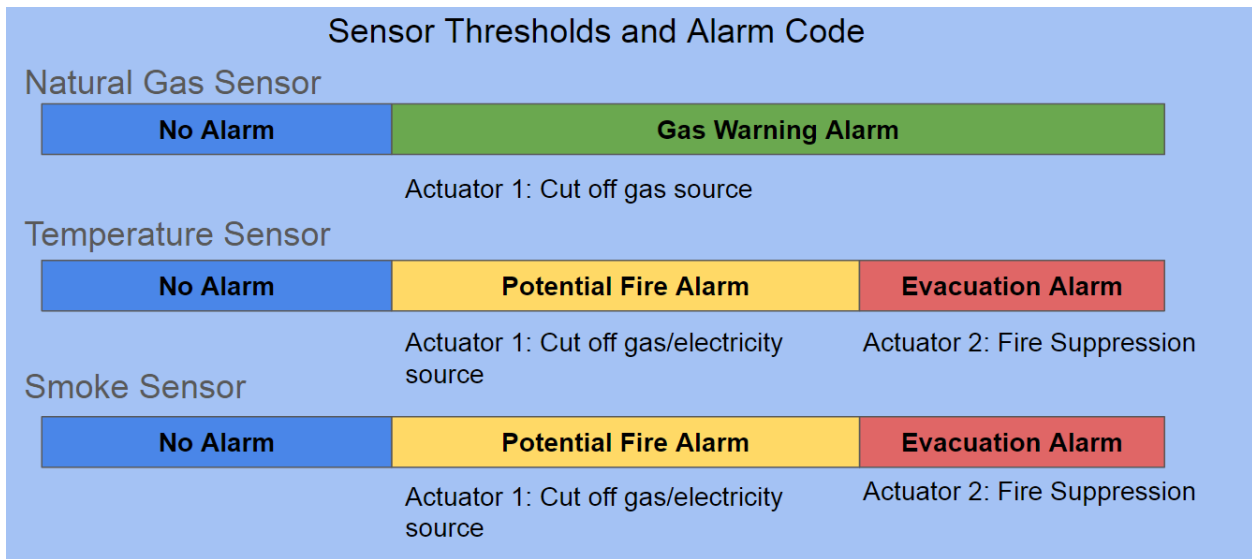 Sensor Thresholds and Alarm Code
Natural Gas Sensor
No Alarm
Gas Warning Alarm
Actuator 1: Cut off gas source
Temperature Sensor
No Alarm
Potential Fire Alarm
Evacuation Alarm
Actuator 1: Cut off gas/electricity
source
Actuator 2: Fire Suppression
Smoke Sensor
No Alarm
Potential Fire Alarm
Evacuation Alarm
Actuator 1: Cut off gas/electricity
source
Actuator 2: Fire Suppression